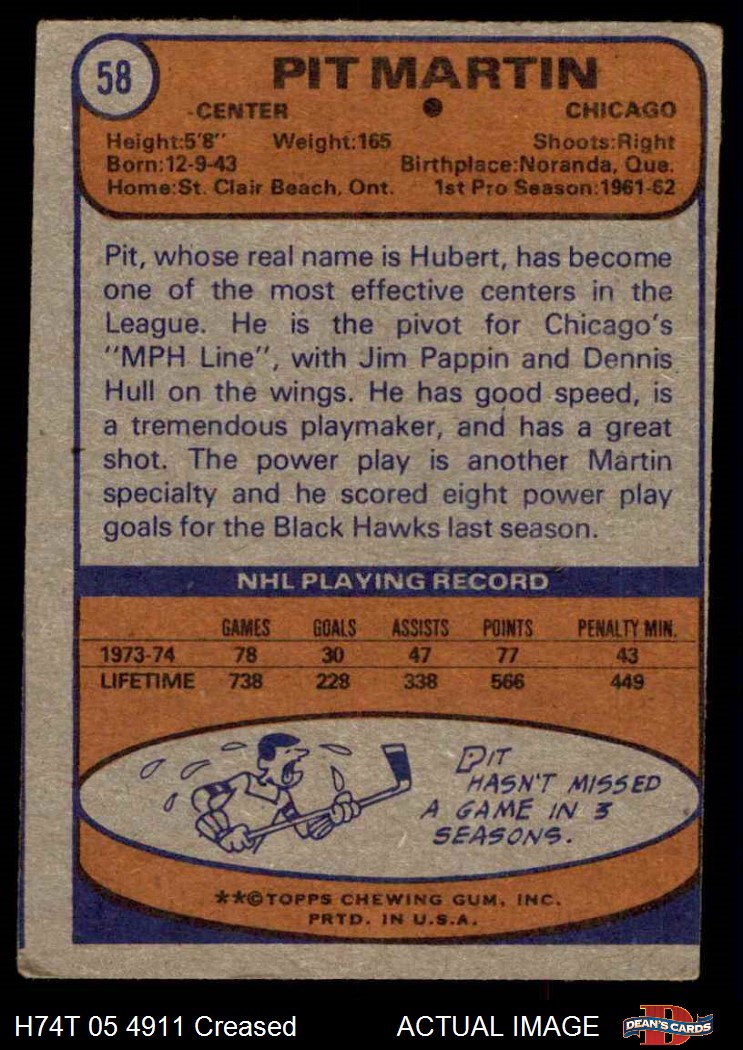 58
PIT MARTIN
CENTER
CHICAGO
Height:5'8" Weight:165 Shoots:Right
Born:12-9-43 Birthplace:Noranda, Que.
Home:St. Clair Beach, Ont. 1st Pro Season:1961-62
Pit, whose real name is Hubert, has become
one of the most effective centers in the
League. He is the pivot for Chicago's
"MPH Line", with Jim Pappin and Dennis
Hull on the wings. He has good speed, is
a tremendous playmaker, and has a great
shot. The power play is another Martin
specialty and he scored eight power play
goals for the Black Hawks last season.
NHL PLAYING RECORD
GAMES GOALS ASSISTS POINTS PENALTY MIN.
1973-74 78 30 47 77 43
LIFETIME 738 228 338 566 449
PIT
HASN'T MISSED
A GAME IN 3
SEASONS.
**©TOPPS CHEWING GUM, INC.
PRTD. IN U.S.A.
H74T 05 4911 Creased
ACTUAL IMAGE
DEAN'S CARDS